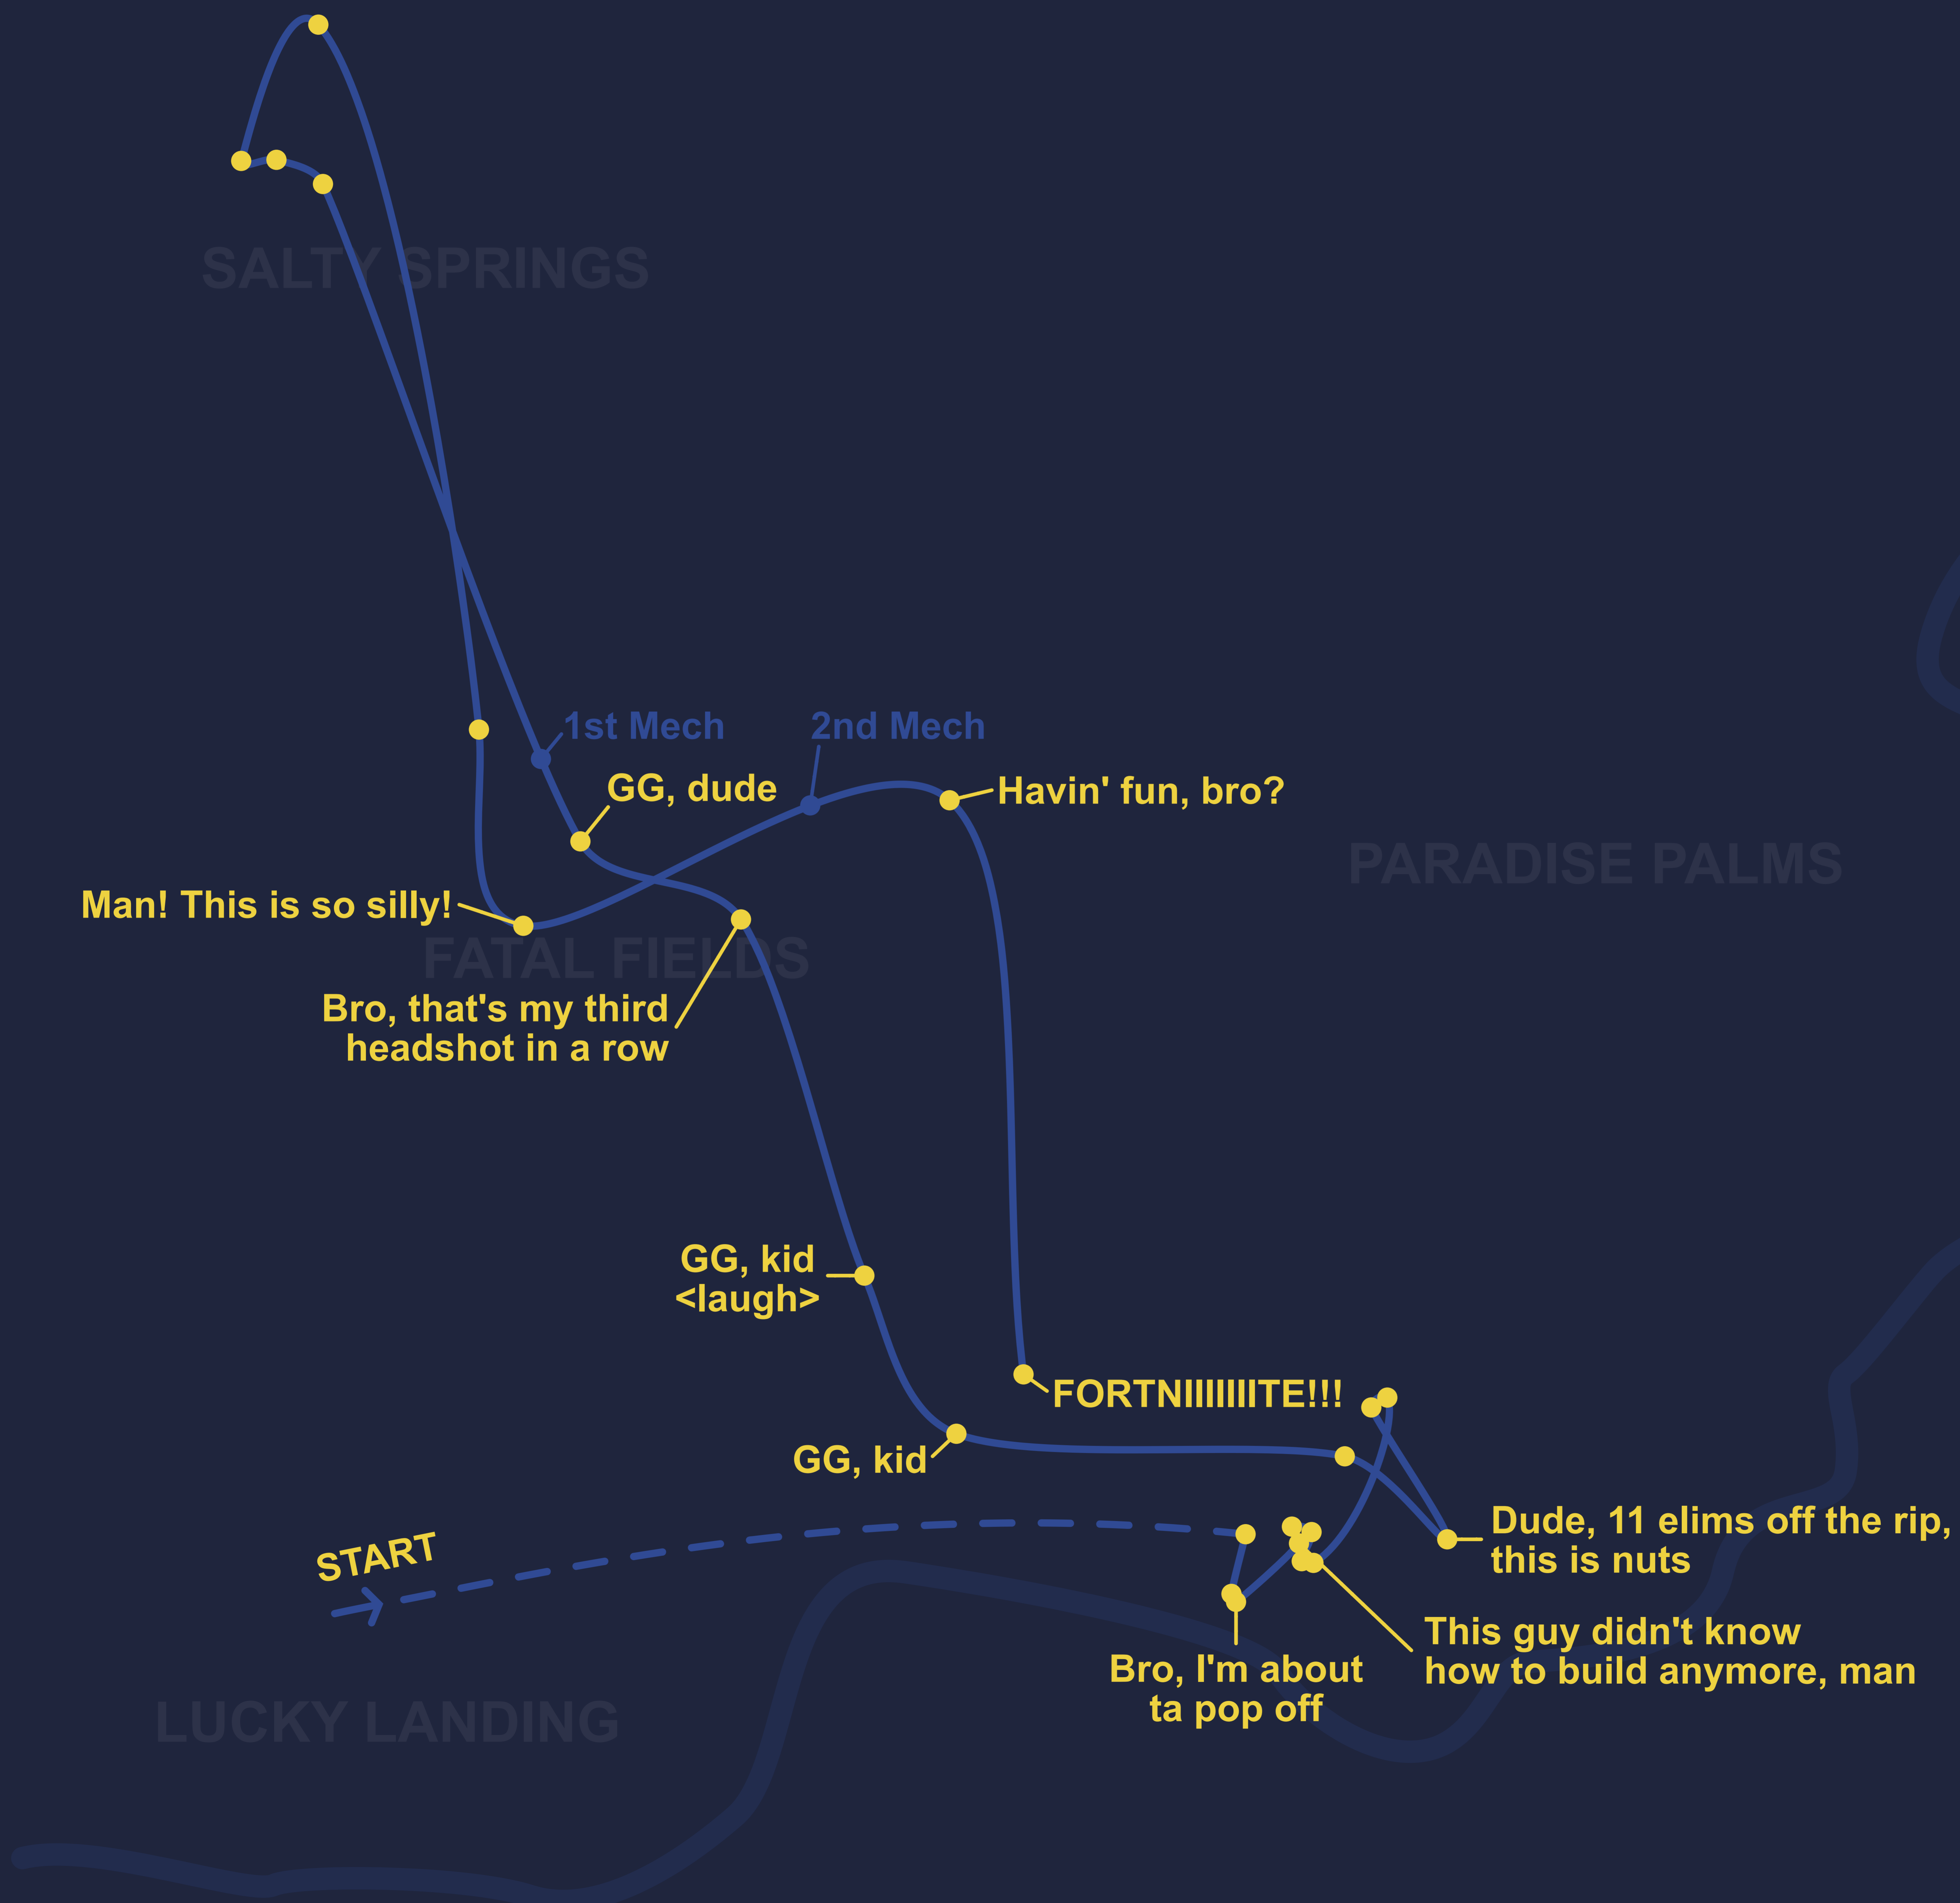 SALTY SPRINGS
1st Mech
2nd Mech
GG, dude
Havin' fun, bro?
PARADISE PALMS
Man! This is so silly!
FATAL FIELDS
Bro, that's my third
headshot in a row
GG, kid
<laugh>
FORTNIIIIIIIITE!!!
GG, kid
START
Dude, 11 elims off the rip,
this is nuts
This guy didn't know
how to build anymore, man
Bro, I'm about
ta pop off
LUCKY LANDING